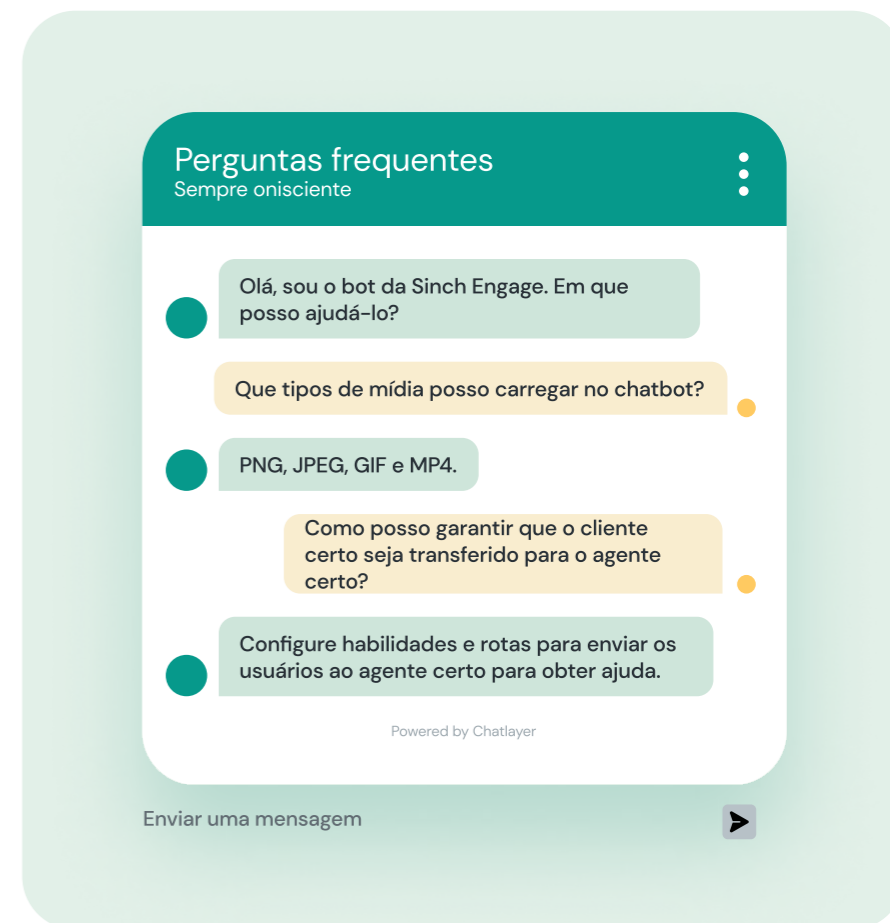 Perguntas frequentes
Sempre onisciente
Olá, sou o bot da Sinch Engage. Em que
posso ajudá-lo?
Que tipos de mídia posso carregar no chatbot?
PNG, JPEG, GIF e MP4.
Como posso garantir que o cliente
certo seja transferido para o agente
certo?
Configure habilidades e rotas para enviar os
usuários ao agente certo para obter ajuda.
Powered by Chatlayer
Enviar uma mensagem